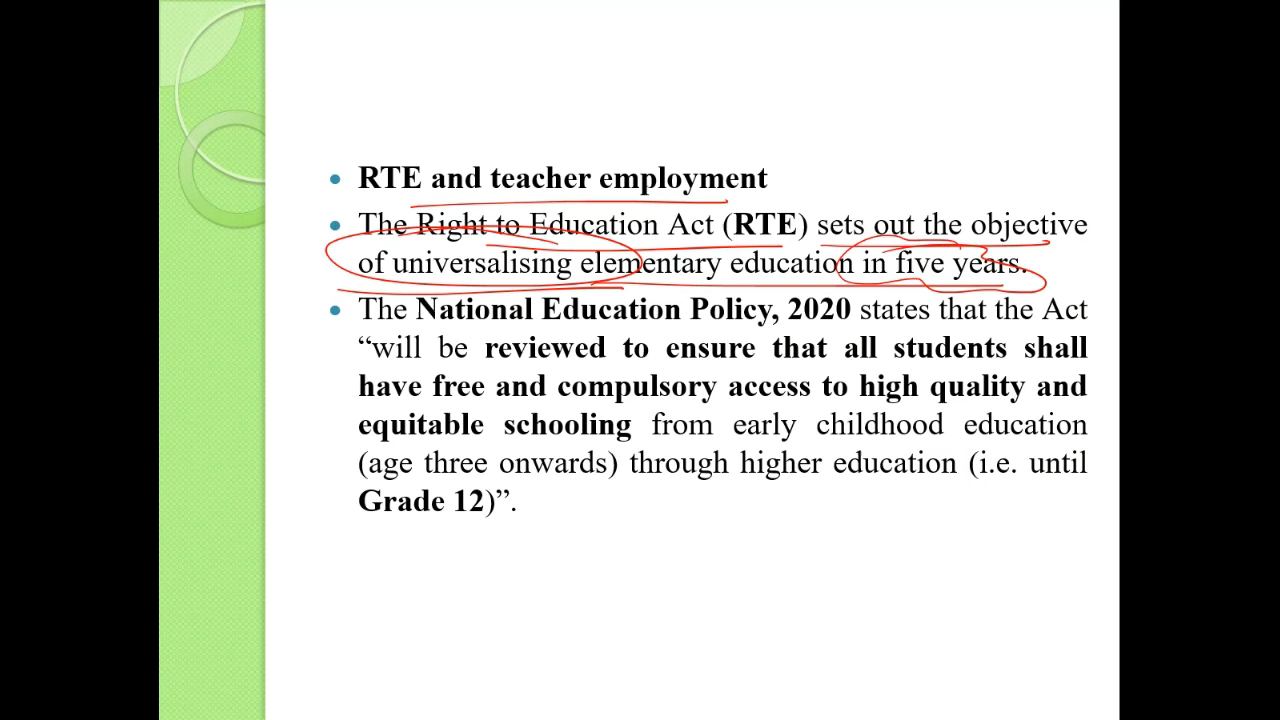 RTE and teacher employment
The Right to Education Act (RTE) sets out the objective
of universalising elementary education in five years.
The National Education Policy, 2020 states that the Act
“will be reviewed to ensure that all students shall
have free and compulsory access to high quality and
equitable schooling from early childhood education
(age three onwards) through higher education (i.e. until
Grade 12)”.